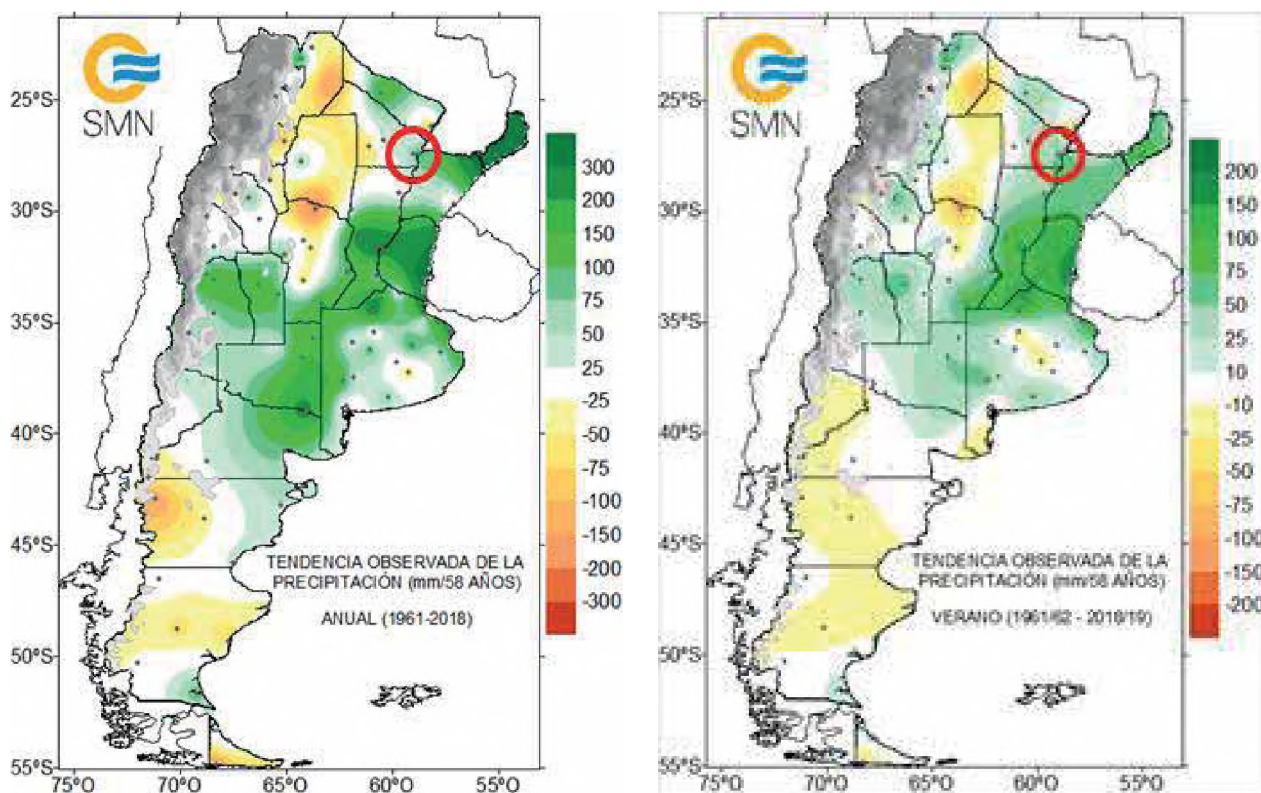 SMN
25°S
30°S
35°S
40°S
45°S
50°S
55°S
75°O
70°O
65°O
60°O
55°O
300
200
150
100
75
50
25
-25
-50
-75
-100
-150
-200
-300
TENDENCIA OBSERVADA DE LA
PRECIPITACIÓN (mm/58 AÑOS)
ANUAL (1961-2018)
SMN
25°S
30°S
35°S
40°S
45°S
50°S
55°S
75°O
70°O
65°O
60°O
55°O
200
150
100
75
50
25
10
-10
-25
-50
-75
-100
-150
-200
TENDENCIA OBSERVADA DE LA
PRECIPITACIÓN (mm/58 AÑOS)
VERANO (1961/62 - 2018/19)